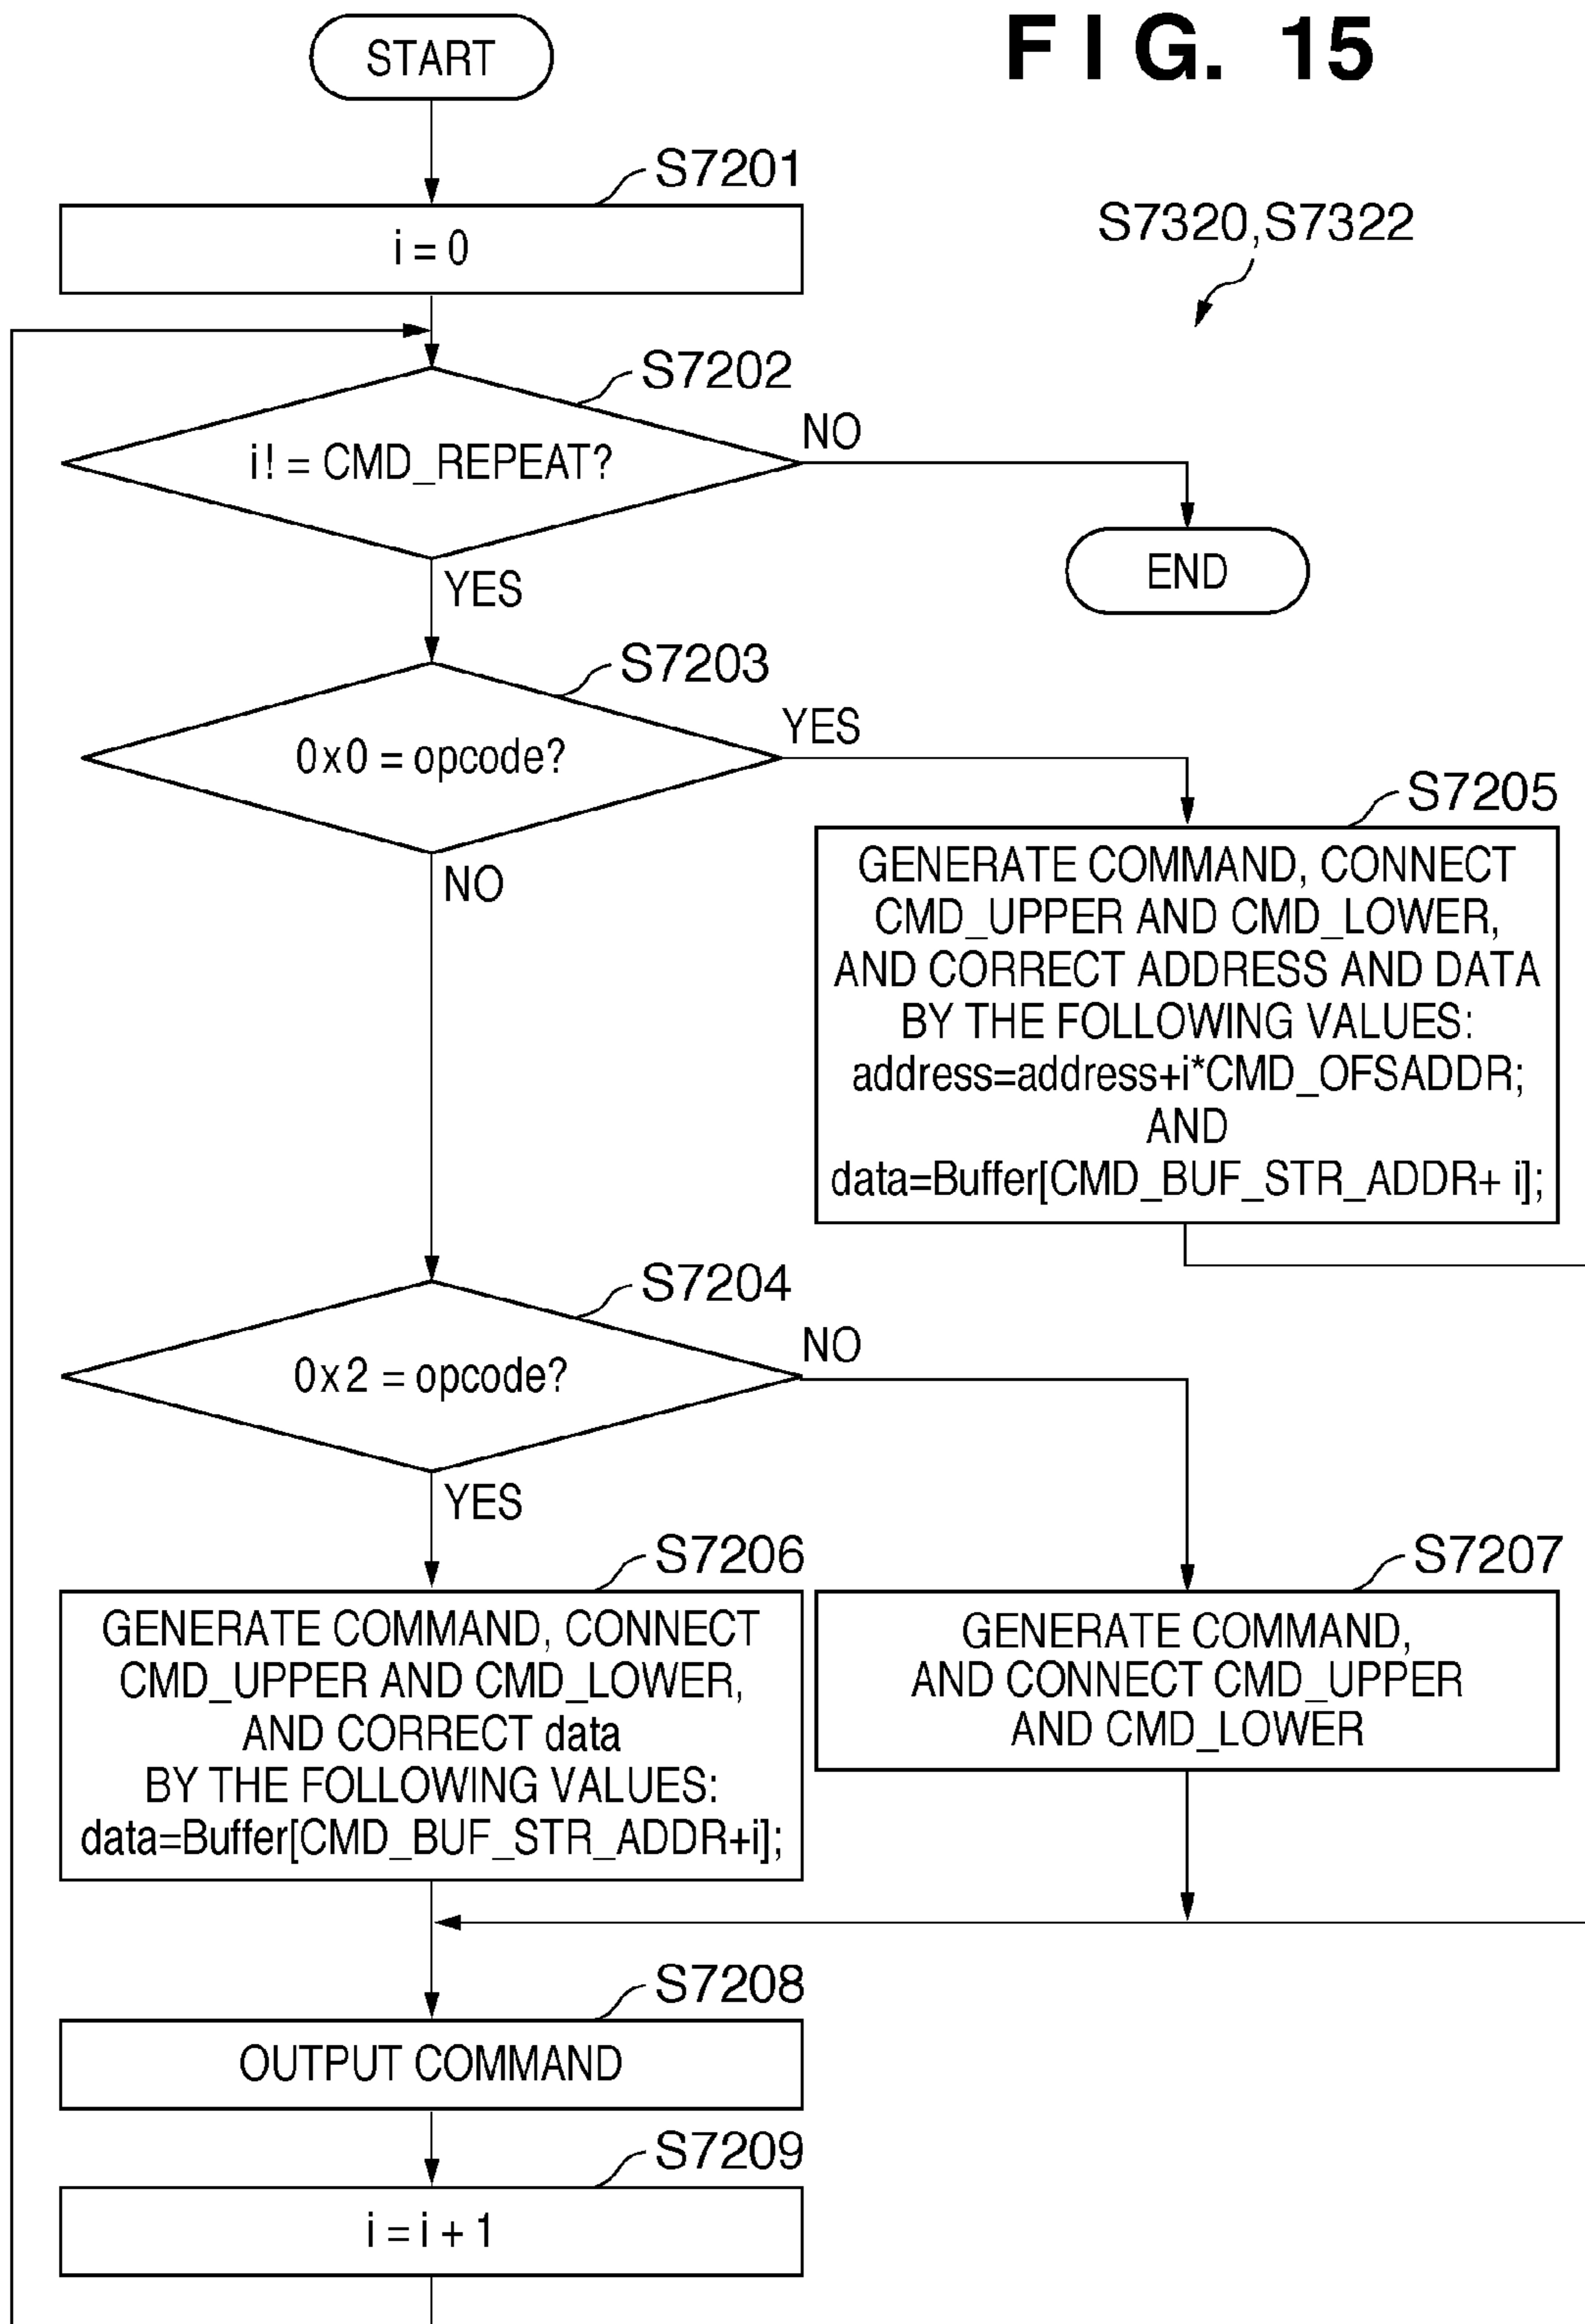 FIG. 15
START
S7201
i = 0
S7320,S7322
S7202
i! = CMD_REPEAT?
NO
END
YES
S7203
0x0 = opcode?
YES
NO
S7205
GENERATE COMMAND, CONNECT
CMD_UPPER AND CMD_LOWER,
AND CORRECT ADDRESS AND DATA
BY THE FOLLOWING VALUES:
address=address+i*CMD_OFSADDR;
AND
data=Buffer[CMD_BUF_STR_ADDR+ i];
S7204
0x2 = opcode?
NO
YES
S7206
GENERATE COMMAND, CONNECT
CMD_UPPER AND CMD_LOWER,
AND CORRECT data
BY THE FOLLOWING VALUES:
data=Buffer[CMD_BUF_STR_ADDR+i];
S7207
GENERATE COMMAND,
AND CONNECT CMD_UPPER
AND CMD_LOWER
S7208
OUTPUT COMMAND
S7209
i = i + 1